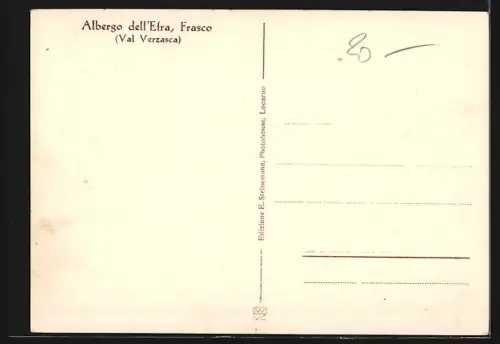 Albergo dell'Efra, Frasco
(Val Verzasca)
20 —
Edizione E. Steinemann, Photohouse, Locarno